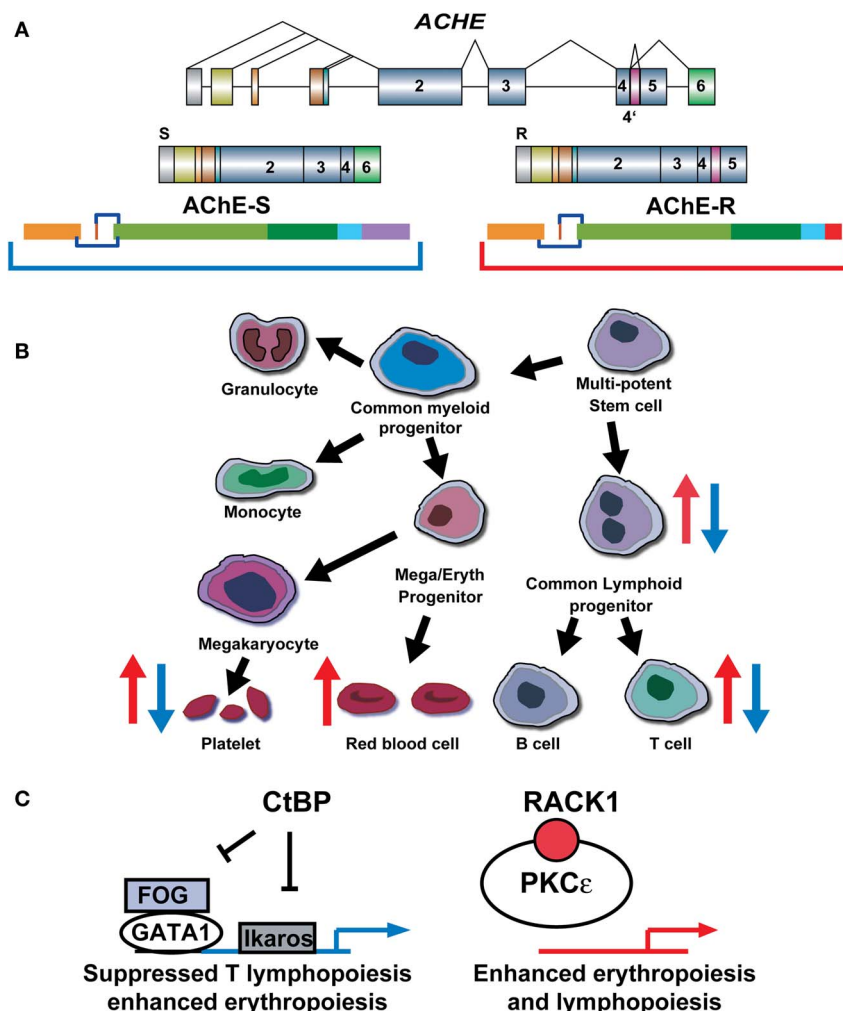 A
ACHE
2
3
4
5
6
4'
S
2
3
4
6
R
2
3
4
5
AChE-S
AChE-R
B
Granulocyte
Common myeloid
progenitor
Multi-potent
Stem cell
Monocyte
Mega/Eryth
Progenitor
Common Lymphoid
progenitor
Megakaryocyte
Platelet
Red blood cell
B cell
T cell
C
CtBP
RACK1
PKCε
FOG
GATA1
Ikaros
Suppressed T lymphopoiesis
enhanced erythropoiesis
Enhanced erythropoiesis
and lymphopoiesis